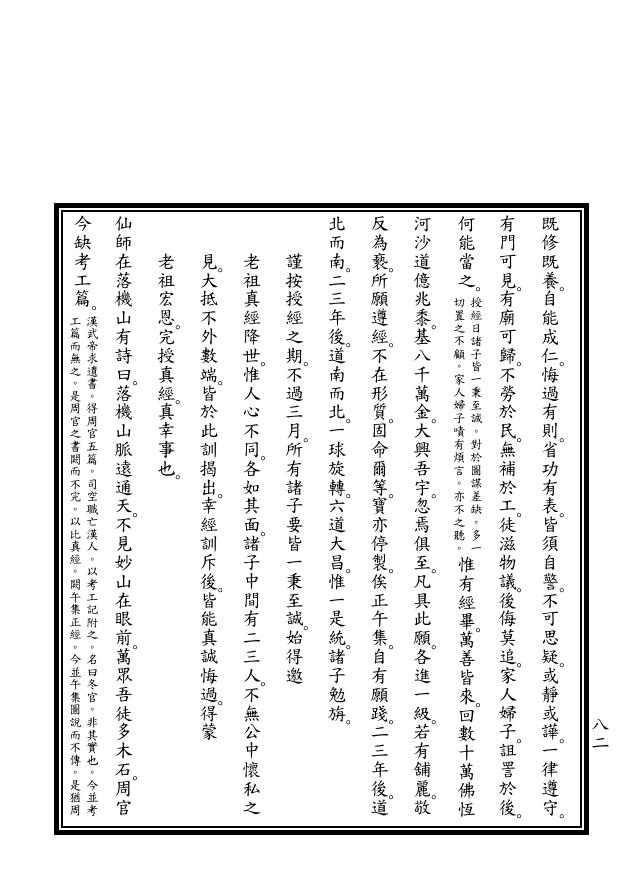 既修既養。自能成仁。悔過有則。省功有表。皆須自警。不可思疑。或靜或譁。一律遵守。
有門可見。有廟可歸。不勞於民。無補於工。徒滋物議。後侮莫追。家人婦子。詛詈於後。
何能當之。授經日諸子皆一秉至誠。對於圖謀差缺。多一切置之不顧。家人婦子嘖有煩言。亦不之聽。惟有經畢。萬善皆來。回數十萬佛恆
河沙道億兆黍。基八千萬金。大興吾宇。忽焉俱至。凡具此願。各進一級。若有舖麗。敬
反為褻。所願遵經。不在形質。固命爾等。寶亦停製。俟正午集。自有願踐。二三年後。道
北而南。二三年後。道南而北。一球旋轉。六道大昌。惟一是統。諸子勉旃。
謹按授經之期。不過三月。所有諸子要皆一秉至誠。始得邀
老祖真經降世。惟人心不同。各如其面。諸子中間有二三人。不無公中懷私之
見。大抵不外數端。皆於此訓揭出。幸經訓斥後。皆能真誠悔過。得蒙
老祖宏恩。完授真經。真幸事也。
仙師在落機山有詩曰。落機山脈遠通天。不見妙山在眼前。萬眾吾徒多木石。周官
今缺考工篇。漢武帝求遺書。得周官五篇。司空職亡漢人。以考工記附之。名曰冬官。非其實也。今並考工篇而無之。是周官之書闕而不完。以比真經。闕午集正經。今並午集圖說而不傳。是猶周
八二